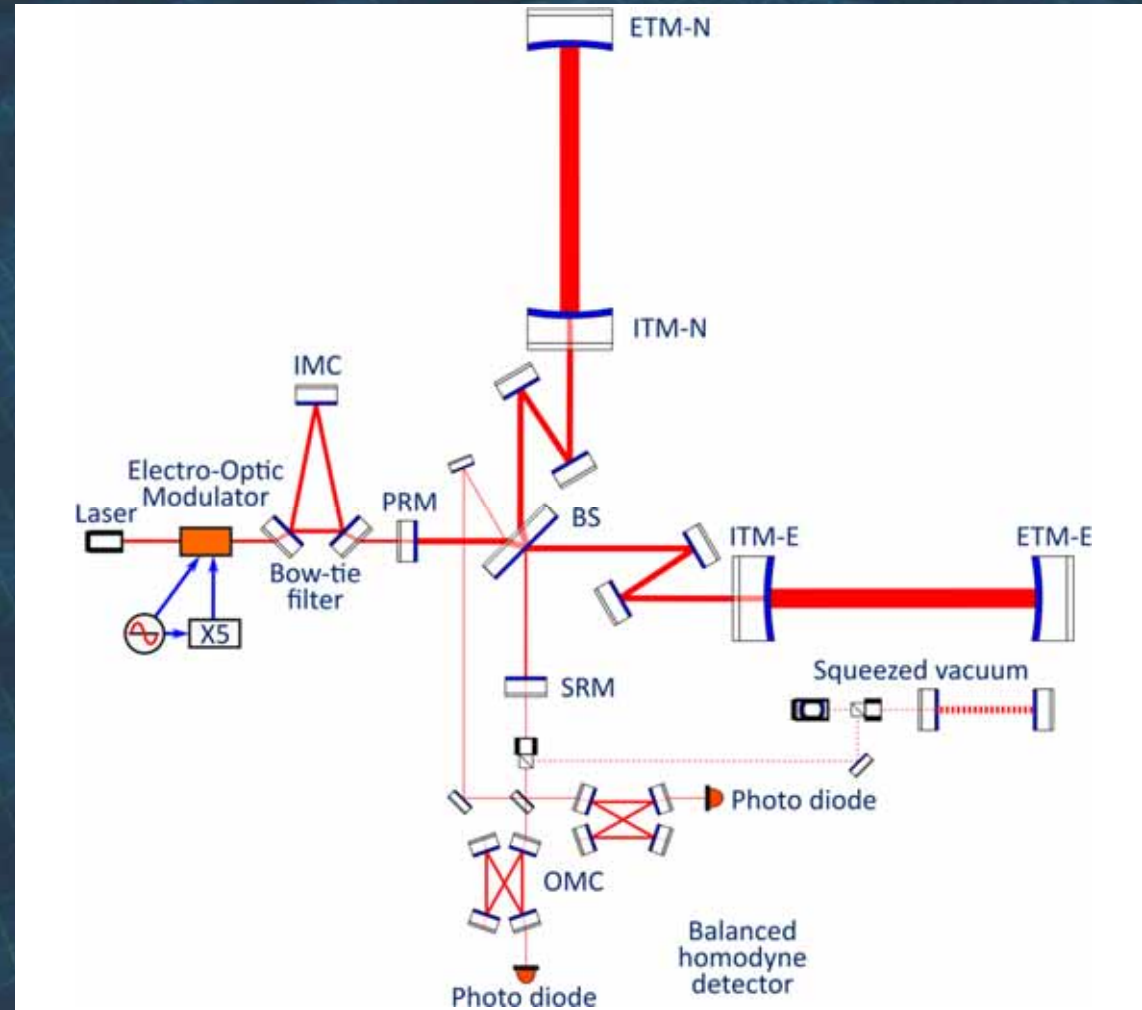 ETM-N
ITM-N
IMC
Electro-Optic
Modulator
Laser
PRM
BS
Bow-tie
filter
X5
ITM-E
ETM-E
SRM
Squeezed vacuum
Photo diode
OMC
Balanced
homodyne
detector
Photo diode